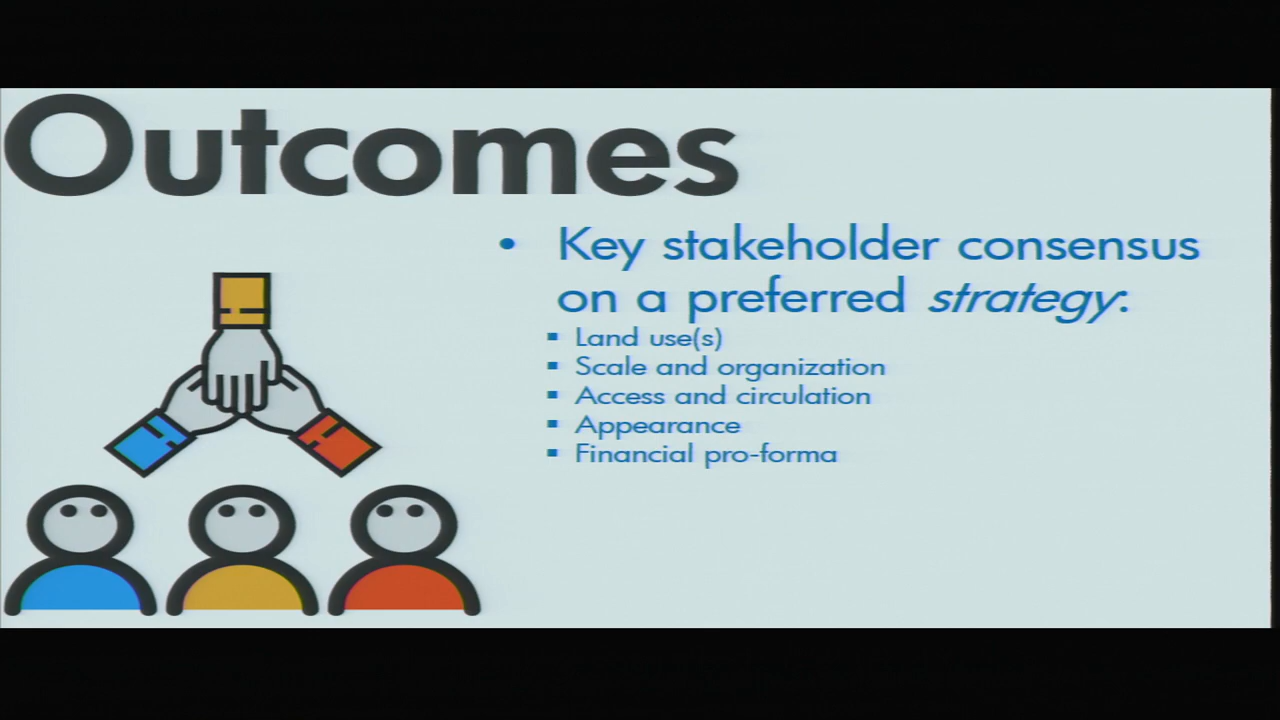 Outcomes
• Key stakeholder consensus
on a preferred strategy:
▪ Land use(s)
▪ Scale and organization
▪ Access and circulation
▪ Appearance
▪ Financial pro-forma